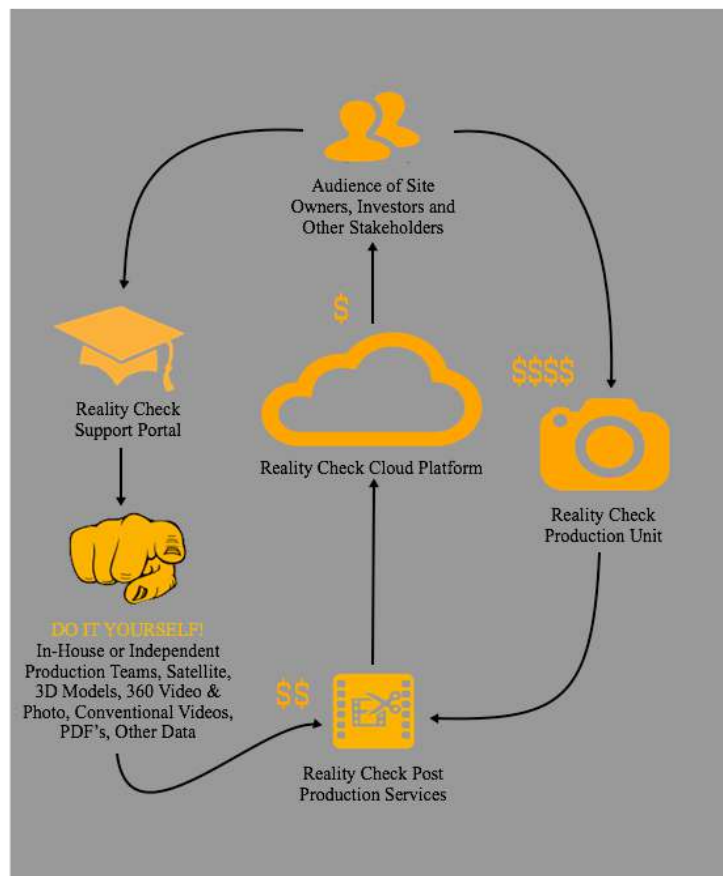 Audience of Site
Owners, Investors and
Other Stakeholders
$
$$$$
Reality Check
Support Portal
Reality Check Cloud Platform
Reality Check
Production Unit
DO IT YOURSELF!
In-House or Independent
Production Teams, Satellite,
3D Models, 360 Video &
Photo, Conventional Videos,
PDF's, Other Data
$$
Reality Check Post
Production Services